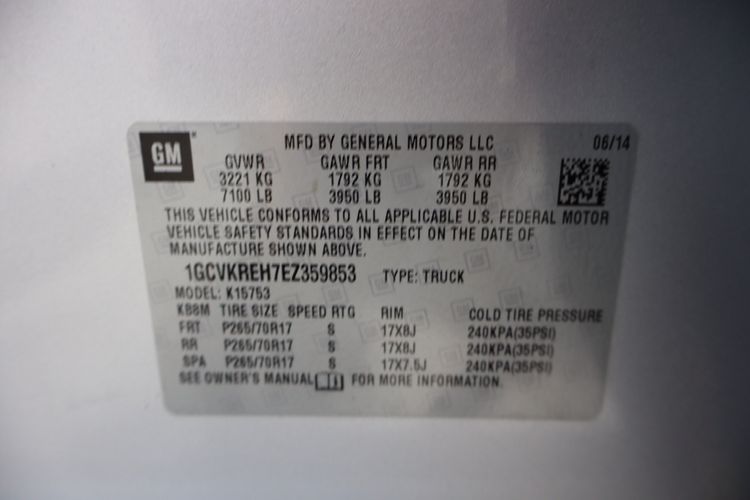 GM
MFD BY GENERAL MOTORS LLC 06/14
GVWR GAWR FRT GAWR RR
3221 KG 1792 KG 1792 KG
7100 LB 3950 LB 3950 LB
THIS VEHICLE CONFORMS TO ALL APPLICABLE U.S. FEDERAL MOTOR
VEHICLE SAFETY STANDARDS IN EFFECT ON THE DATE OF
MANUFACTURE SHOWN ABOVE.
1GCVKREH7EZ359853 TYPE: TRUCK
MODEL: K15753
KB8M TIRE SIZE SPEED RTG RIM COLD TIRE PRESSURE
FRT P265/70R17 S 17X8J 240KPA(35PSI)
RR P265/70R17 S 17X8J 240KPA(35PSI)
SPA P265/70R17 S 17X7.5J 240KPA(35PSI)
SEE OWNER'S MANUAL FOR MORE INFORMATION.